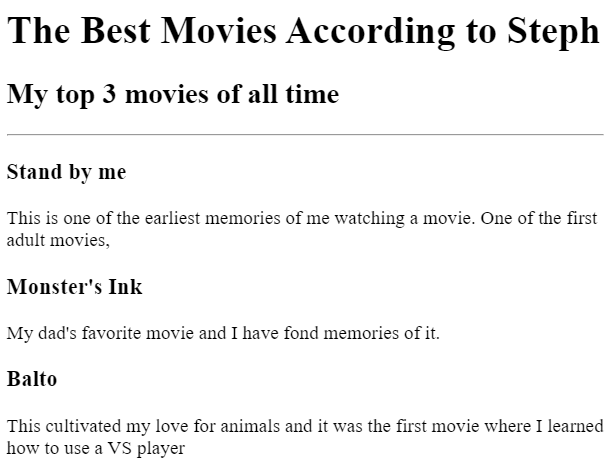 The Best Movies According to Steph
My top 3 movies of all time
Stand by me
This is one of the earliest memories of me watching a movie. One of the first
adult movies,
Monster's Ink
My dad's favorite movie and I have fond memories of it.
Balto
This cultivated my love for animals and it was the first movie where I learned
how to use a VS player